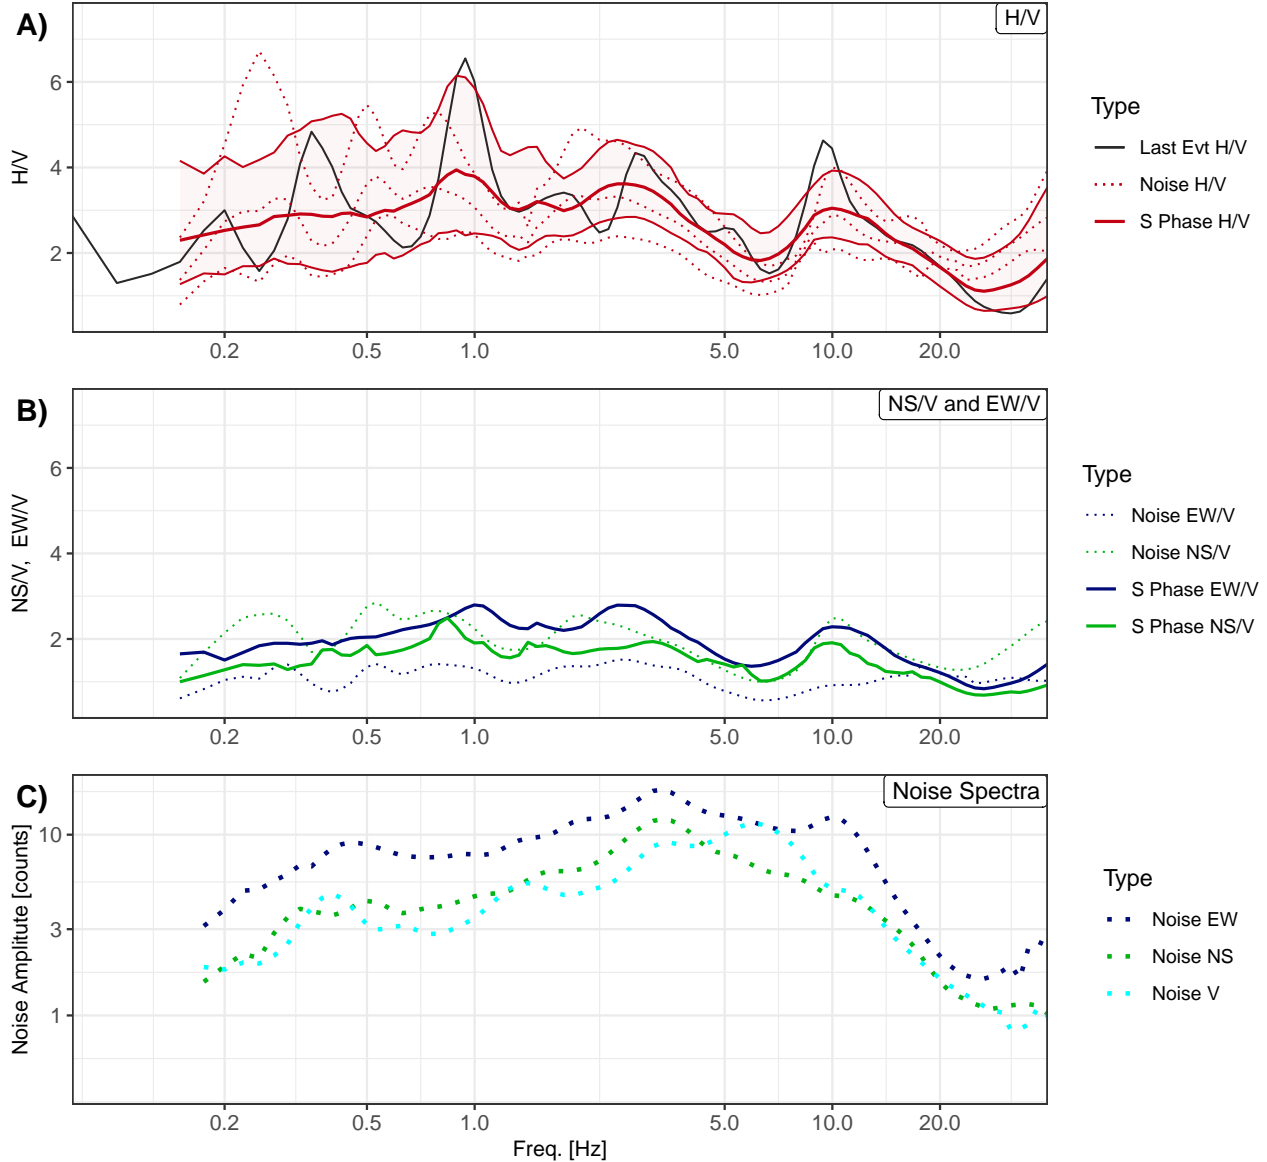 A)
H/V
6
4
2
H/V
0.2 0.5 1.0 5.0 10.0 20.0
Type
Last Evt H/V
Noise H/V
S Phase H/V
B)
NS/V and EW/V
6
4
2
NS/V, EW/V
0.2 0.5 1.0 5.0 10.0 20.0
Type
Noise EW/V
Noise NS/V
S Phase EW/V
S Phase NS/V
C)
Noise Spectra
10
3
1
Noise Amplitute [counts]
0.2 0.5 1.0 5.0 10.0 20.0
Freq. [Hz]
Type
Noise EW
Noise NS
Noise V